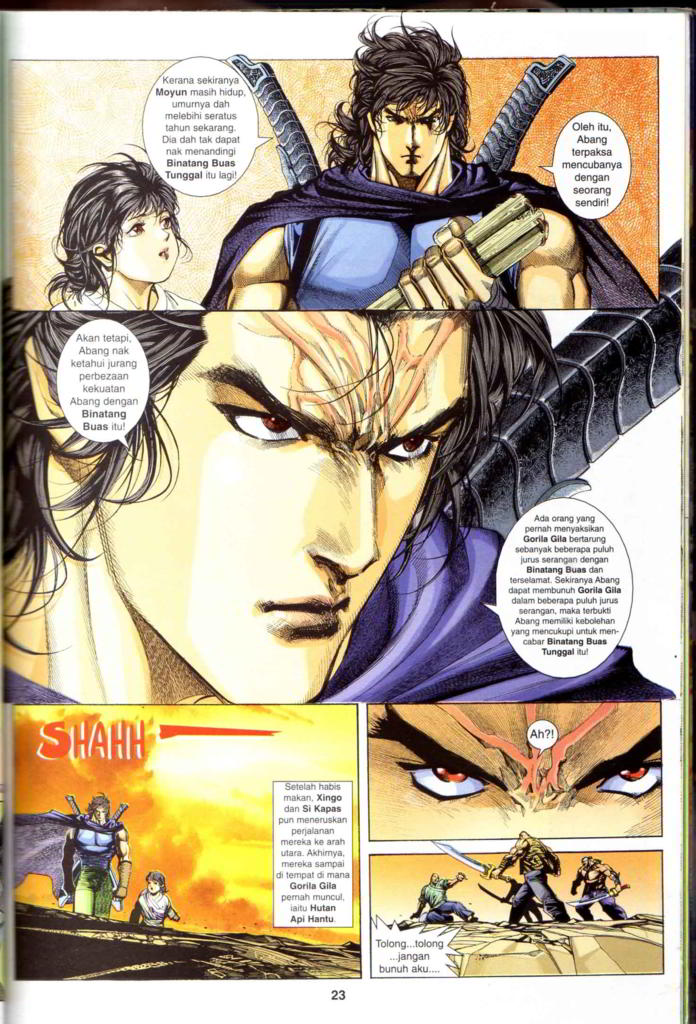 Kerana sekiranya
Moyun masih hidup,
umurnya dah
melebihi seratus
tahun sekarang.
Dia dah tak dapat
nak menandingi
Binatang Buas
Tunggal itu lagi!
Oleh itu,
Abang
terpaksa
mencubanya
dengan
seorang
sendiri!
Akan tetapi,
Abang nak
ketahui jurang
perbezaan
kekuatan
Abang dengan
Binatang
Buas itu!
Ada orang yang
pernah menyaksikan
Gorila Gila bertarung
sebanyak beberapa puluh
jurus serangan dengan
Binatang Buas dan
terselamat. Sekiranya Abang
dapat membunuh Gorila Gila
dalam beberapa puluh jurus
serangan, maka terbukti
Abang memiliki kebolehan
yang mencukupi untuk men-
cabar Binatang Buas
Tunggal itu!
SHAHH
Setelah habis
makan, Xingo
dan Si Kapas
pun meneruskan
perjalanan
mereka ke arah
utara. Akhirnya,
mereka sampai
di tempat di mana
Gorila Gila
pernah muncul,
iaitu Hutan
Api Hantu.
Ah?!
Tolong...tolong
...jangan
bunuh aku....
23